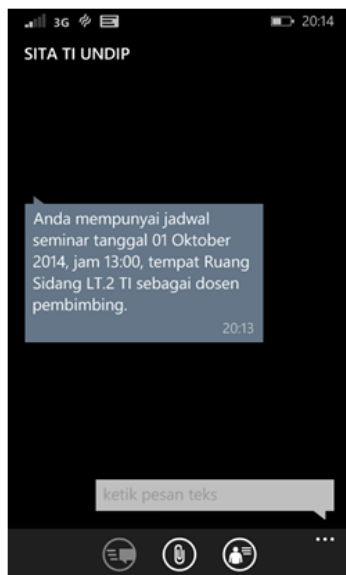 3G 20:14
SITA TI UNDIP
Anda mempunyai jadwal
seminar tanggal 01 Oktober
2014, jam 13:00, tempat Ruang
Sidang LT.2 TI sebagai dosen
pembimbing.
20:13
ketik pesan teks